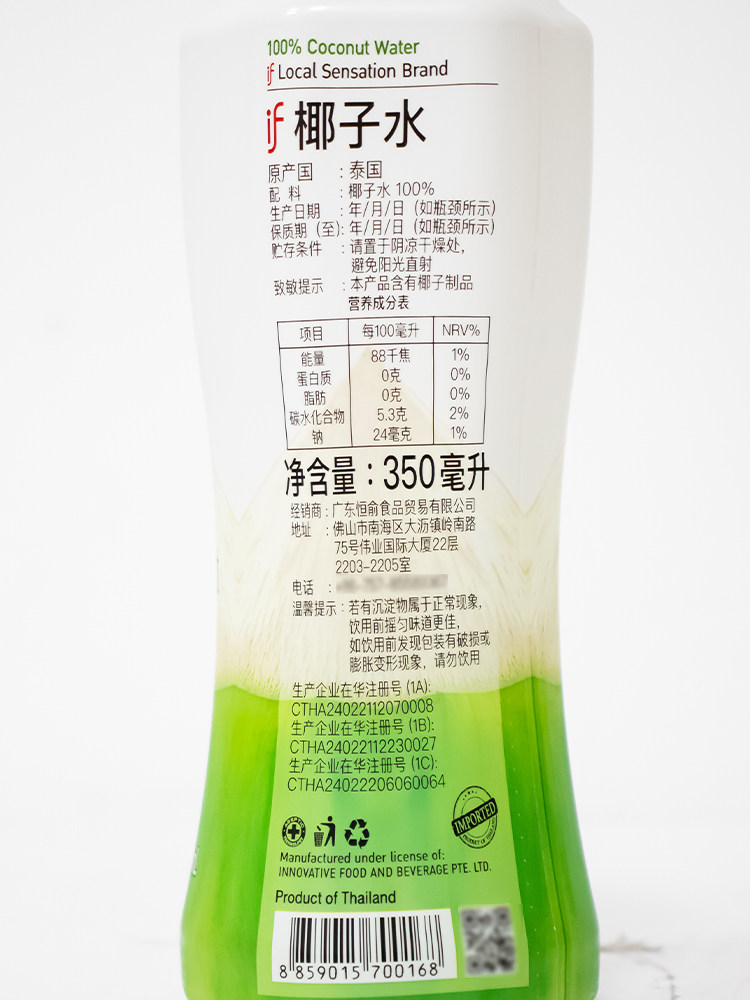 100% Coconut Water
if Local Sensation Brand
if 椰子水
原产国 : 泰国
配 料 : 椰子水 100%
生产日期 : 年/月/日 (如瓶颈所示)
保质期 (至): 年/月/日 (如瓶颈所示)
贮存条件 : 请置于阴凉干燥处,
避免阳光直射
致敏提示 : 本产品含有椰子制品
营养成分表
项目 每100毫升 NRV%
能量 88千焦 1%
蛋白质 0克 0%
脂肪 0克 0%
碳水化合物 5.3克 2%
钠 24毫克 1%
净含量:350毫升
经销商 : 广东恒俞食品贸易有限公司
地址 : 佛山市南海区大沥镇岭南路
75号伟业国际大厦22层
2203-2205室
电话 :
温馨提示 : 若有沉淀物属于正常现象,
饮用前摇匀味道更佳,
如饮用前发现包装有破损或
膨胀变形现象, 请勿饮用
生产企业在华注册号 (1A):
CTHA24022112070008
生产企业在华注册号 (1B):
CTHA24022112230027
生产企业在华注册号 (1C):
CTHA24022206060064
IMPORTED
Manufactured under license of:
INNOVATIVE FOOD AND BEVERAGE PTE. LTD.
Product of Thailand
8 859015 700168